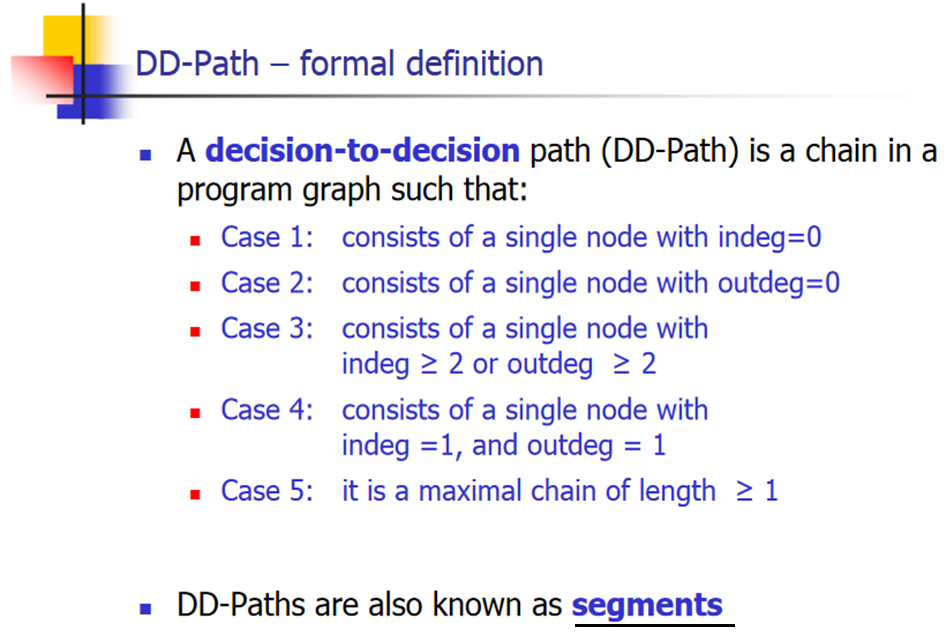 DD-Path – formal definition
A decision-to-decision path (DD-Path) is a chain in a
program graph such that:
Case 1: consists of a single node with indeg=0
Case 2: consists of a single node with outdeg=0
Case 3: consists of a single node with
indeg ≥ 2 or outdeg ≥ 2
Case 4: consists of a single node with
indeg =1, and outdeg = 1
Case 5: it is a maximal chain of length ≥ 1
DD-Paths are also known as segments